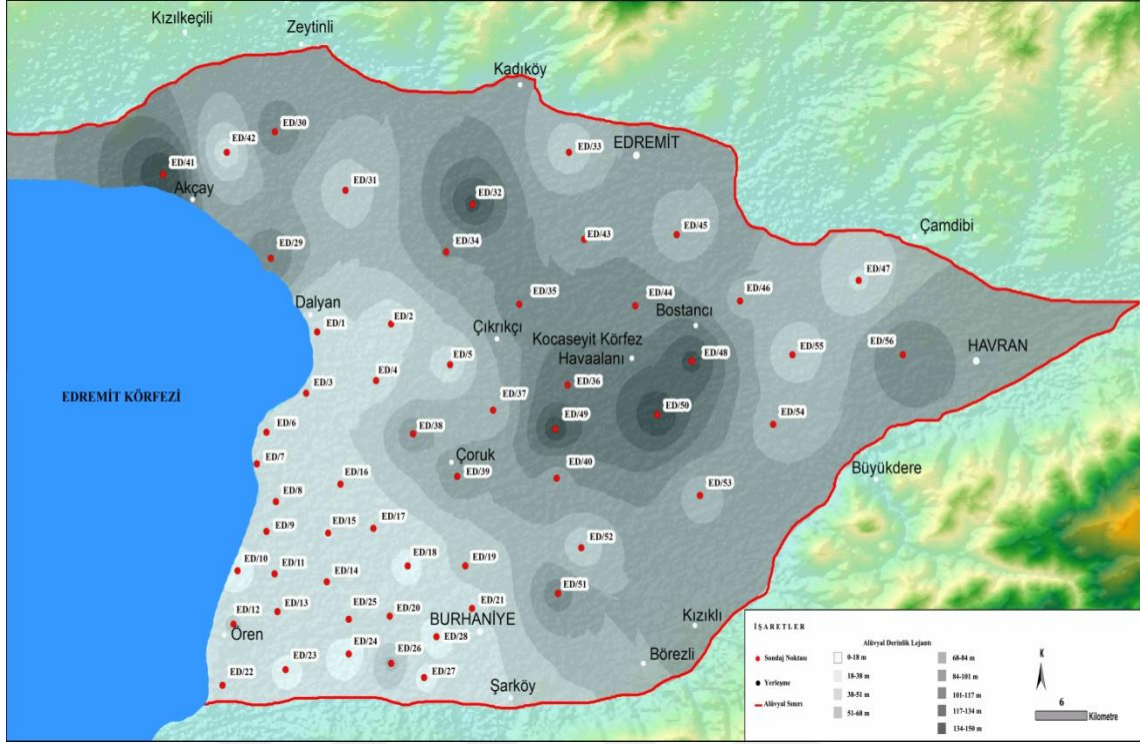 Kızılkeçili
Zeytinli
Kadıköy
ED/30
ED/42
ED/33
EDREMİT
ED/41
Akçay
ED/31
ED/32
ED/45
ED/43
Çamdibi
ED/34
ED/29
ED/47
Dalyan
ED/35
ED/44
ED/46
ED/2
ED/1
Bostancı
Çıkrıkçı
Kocaseyit Körfez
Havaalanı
ED/5
ED/48
ED/55
ED/56
HAVRAN
ED/4
ED/3
ED/36
EDREMİT KÖRFEZİ
ED/37
ED/50
ED/49
ED/54
ED/6
ED/38
ED/7
Çoruk
ED/39
ED/40
Büyükdere
ED/16
ED/8
ED/53
ED/9
ED/15
ED/17
ED/52
ED/10
ED/11
ED/18
ED/19
ED/14
ED/51
ED/12
ED/13
ED/25
ED/20
ED/21
BURHANİYE
Ören
ED/28
Kızıklı
ED/24
ED/26
ED/23
ED/22
ED/27
Börezli
Şarköy
İŞARETLER
Alüvyal Derinlik Lejantı
Sondaj Noktası
Yerleşme
Alüvyal Sınırı
0-18 m
18-38 m
38-51 m
51-68 m
68-84 m
84-101 m
101-117 m
117-134 m
134-150 m
K
6
Kilometre